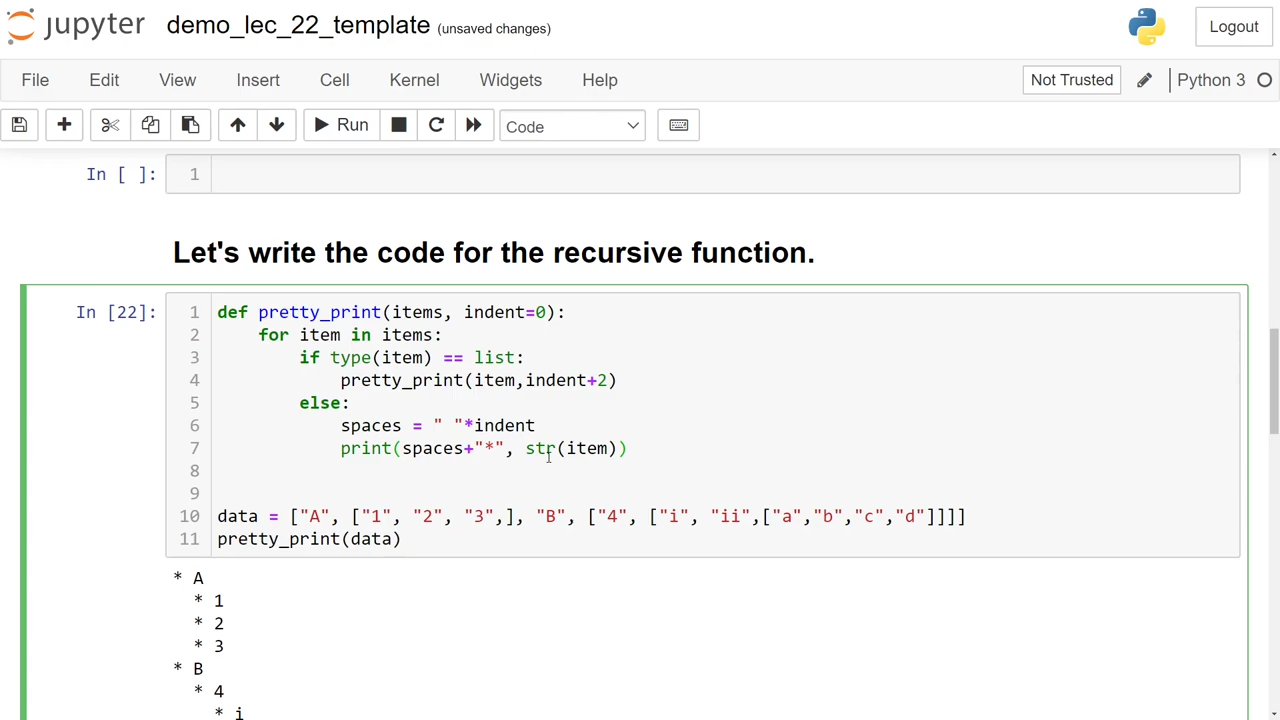 jupyter demo_lec_22_template (unsaved changes) Logout
File Edit View Insert Cell Kernel Widgets Help Not Trusted Python 3
Run Code
In [ ]: 1
Let's write the code for the recursive function.
In [22]: 1 def pretty_print(items, indent=0):
2     for item in items:
3         if type(item) == list:
4             pretty_print(item,indent+2)
5         else:
6             spaces = " "*indent
7             print(spaces+"*", str(item))
8
9
10 data = ["A", ["1", "2", "3",], "B", ["4", ["i", "ii",["a","b","c","d"]]]]
11 pretty_print(data)
* A
  * 1
  * 2
  * 3
* B
  * 4
    * i